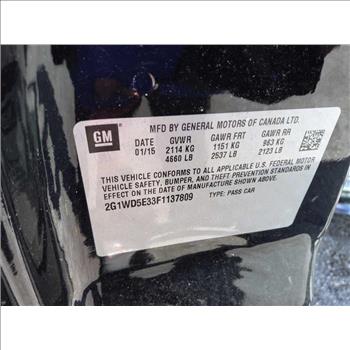 GM
MFD BY GENERAL MOTORS OF CANADA LTD.
DATE GVWR GAWR FRT GAWR RR
01/15 2114 KG 1151 KG 963 KG
4660 LB 2537 LB 2123 LB
THIS VEHICLE CONFORMS TO ALL APPLICABLE U.S. FEDERAL MOTOR
VEHICLE SAFETY, BUMPER, AND THEFT PREVENTION STANDARDS IN
EFFECT ON THE DATE OF MANUFACTURE SHOWN ABOVE.
2G1WD5E33F1137809 TYPE: PASS CAR